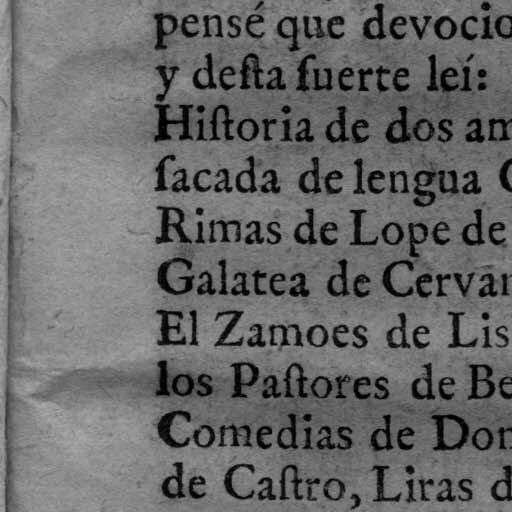 pensé que devocio
y deſta ſuerte leí:
Hiſtoria de dos am
ſacada de lengua G
Rimas de Lope de
Galatea de Cervan
El Zamoes de Lis
los Paſtores de Be
Comedias de Don
de Caſtro, Liras d